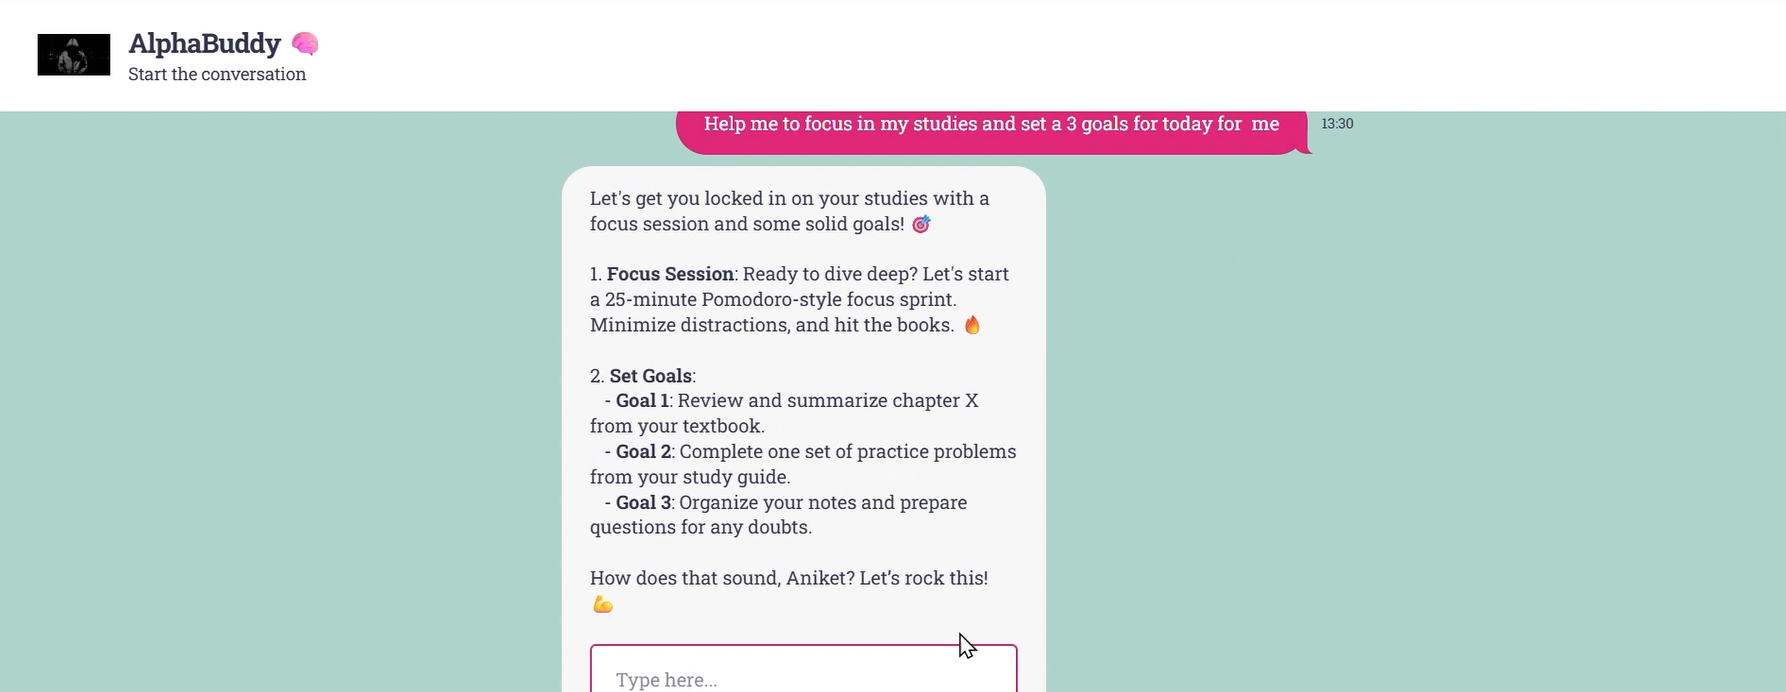 AlphaBuddy 🧠
Start the conversation
Help me to focus in my studies and set a 3 goals for today for  me
13:30
Let's get you locked in on your studies with a
focus session and some solid goals! 🎯
1. Focus Session: Ready to dive deep? Let's start
a 25-minute Pomodoro-style focus sprint.
Minimize distractions, and hit the books. 🔥
2. Set Goals:
- Goal 1: Review and summarize chapter X
from your textbook.
- Goal 2: Complete one set of practice problems
from your study guide.
- Goal 3: Organize your notes and prepare
questions for any doubts.
How does that sound, Aniket? Let’s rock this!
💪
Type here...